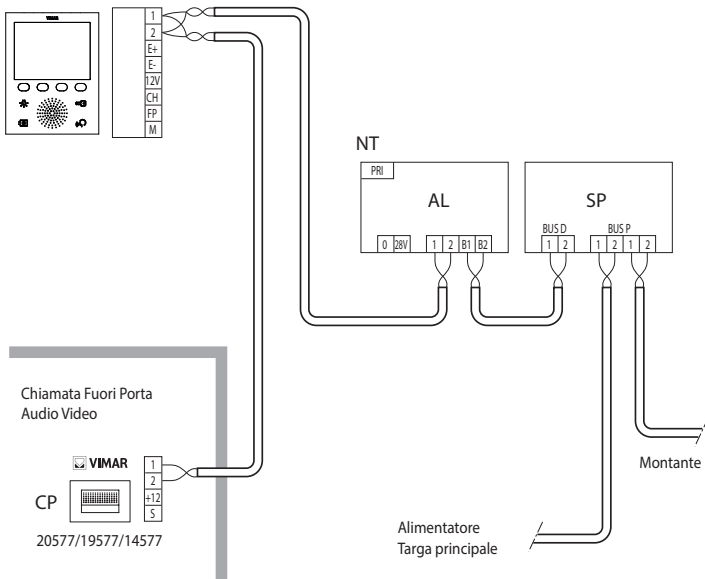 VIMAR
1
2
E+
E-
12V
CH
FP
M
NT
PRI
AL
0 28V 1 2 B1 B2
SP
BUS D BUS P
1 2 1 2 1 2
Chiamata Fuori Porta
Audio Video
VIMAR
CP
1
2
+12
S
20577/19577/14577
Montante
Alimentatore
Targa principale